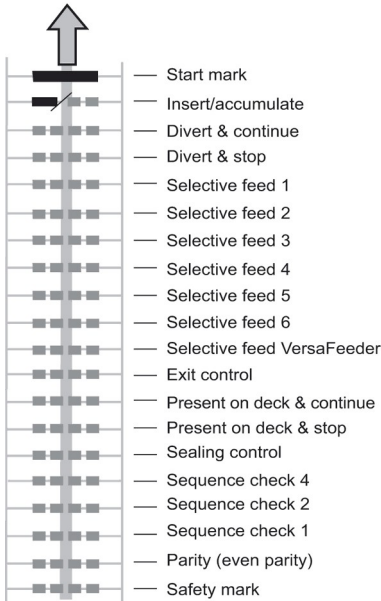 Start mark
Insert/accumulate
Divert & continue
Divert & stop
Selective feed 1
Selective feed 2
Selective feed 3
Selective feed 4
Selective feed 5
Selective feed 6
Selective feed VersaFeeder
Exit control
Present on deck & continue
Present on deck & stop
Sealing control
Sequence check 4
Sequence check 2
Sequence check 1
Parity (even parity)
Safety mark